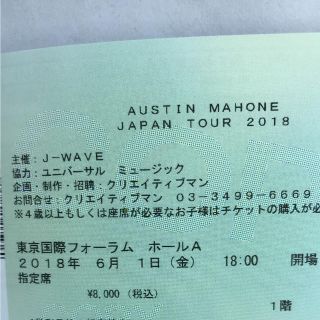 AUSTIN MAHONE
JAPAN TOUR 2018
主催：J-WAVE
協力：ユニバーサル ミュージック
企画・制作・招聘：クリエイティブマン
お問合せ：クリエイティブマン 03-3499-6669
※4歳以上もしくは座席が必要なお子様はチケットの購入が必
東京国際フォーラム ホールA
2018年 6月 1日（金） 18:00 開場
指定席
¥8,000（税込）
1階